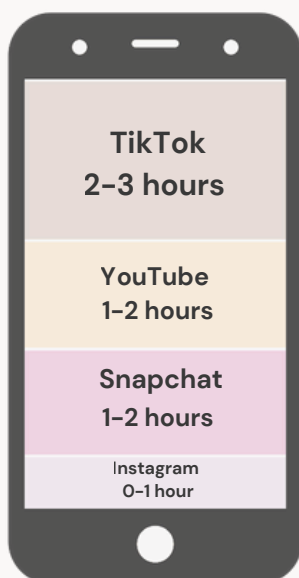 TikTok
2-3 hours
YouTube
1-2 hours
Snapchat
1-2 hours
Instagram
0-1 hour